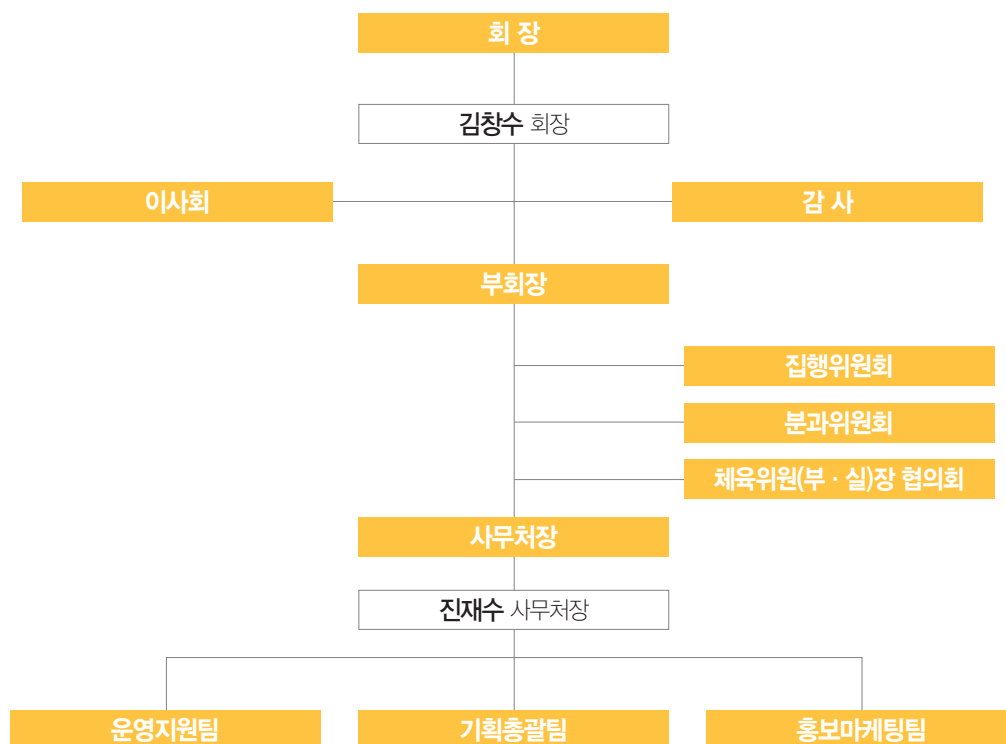 회 장
김창수 회장
이사회
감 사
부회장
집행위원회
분과위원회
체육위원(부 · 실)장 협의회
사무처장
진재수 사무처장
운영지원팀
기획총괄팀
홍보마케팅팀